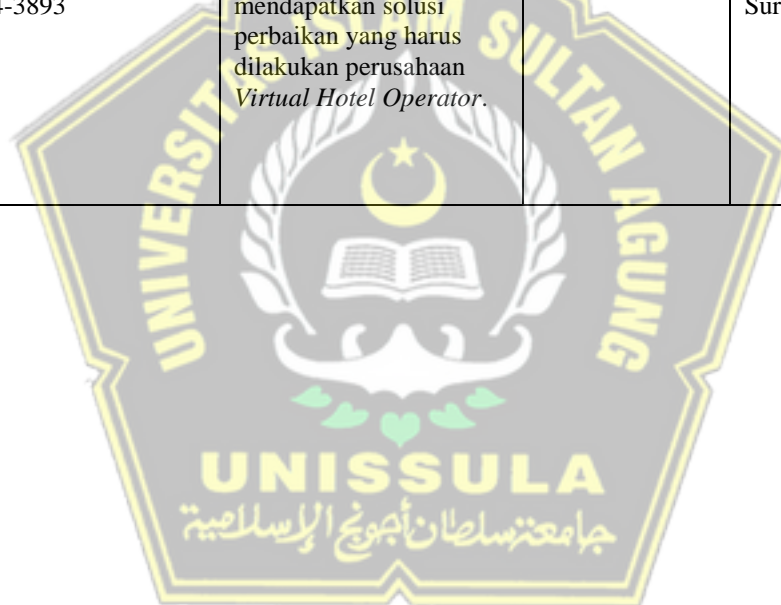 -3893
mendapatkan solusi
perbaikan yang harus
dilakukan perusahaan
Virtual Hotel Operator.
Sur
UNIVERSITAS ISLAM SULTAN AGUNG
UNISSULA
جامعة سلطان أجونج الإسلامية